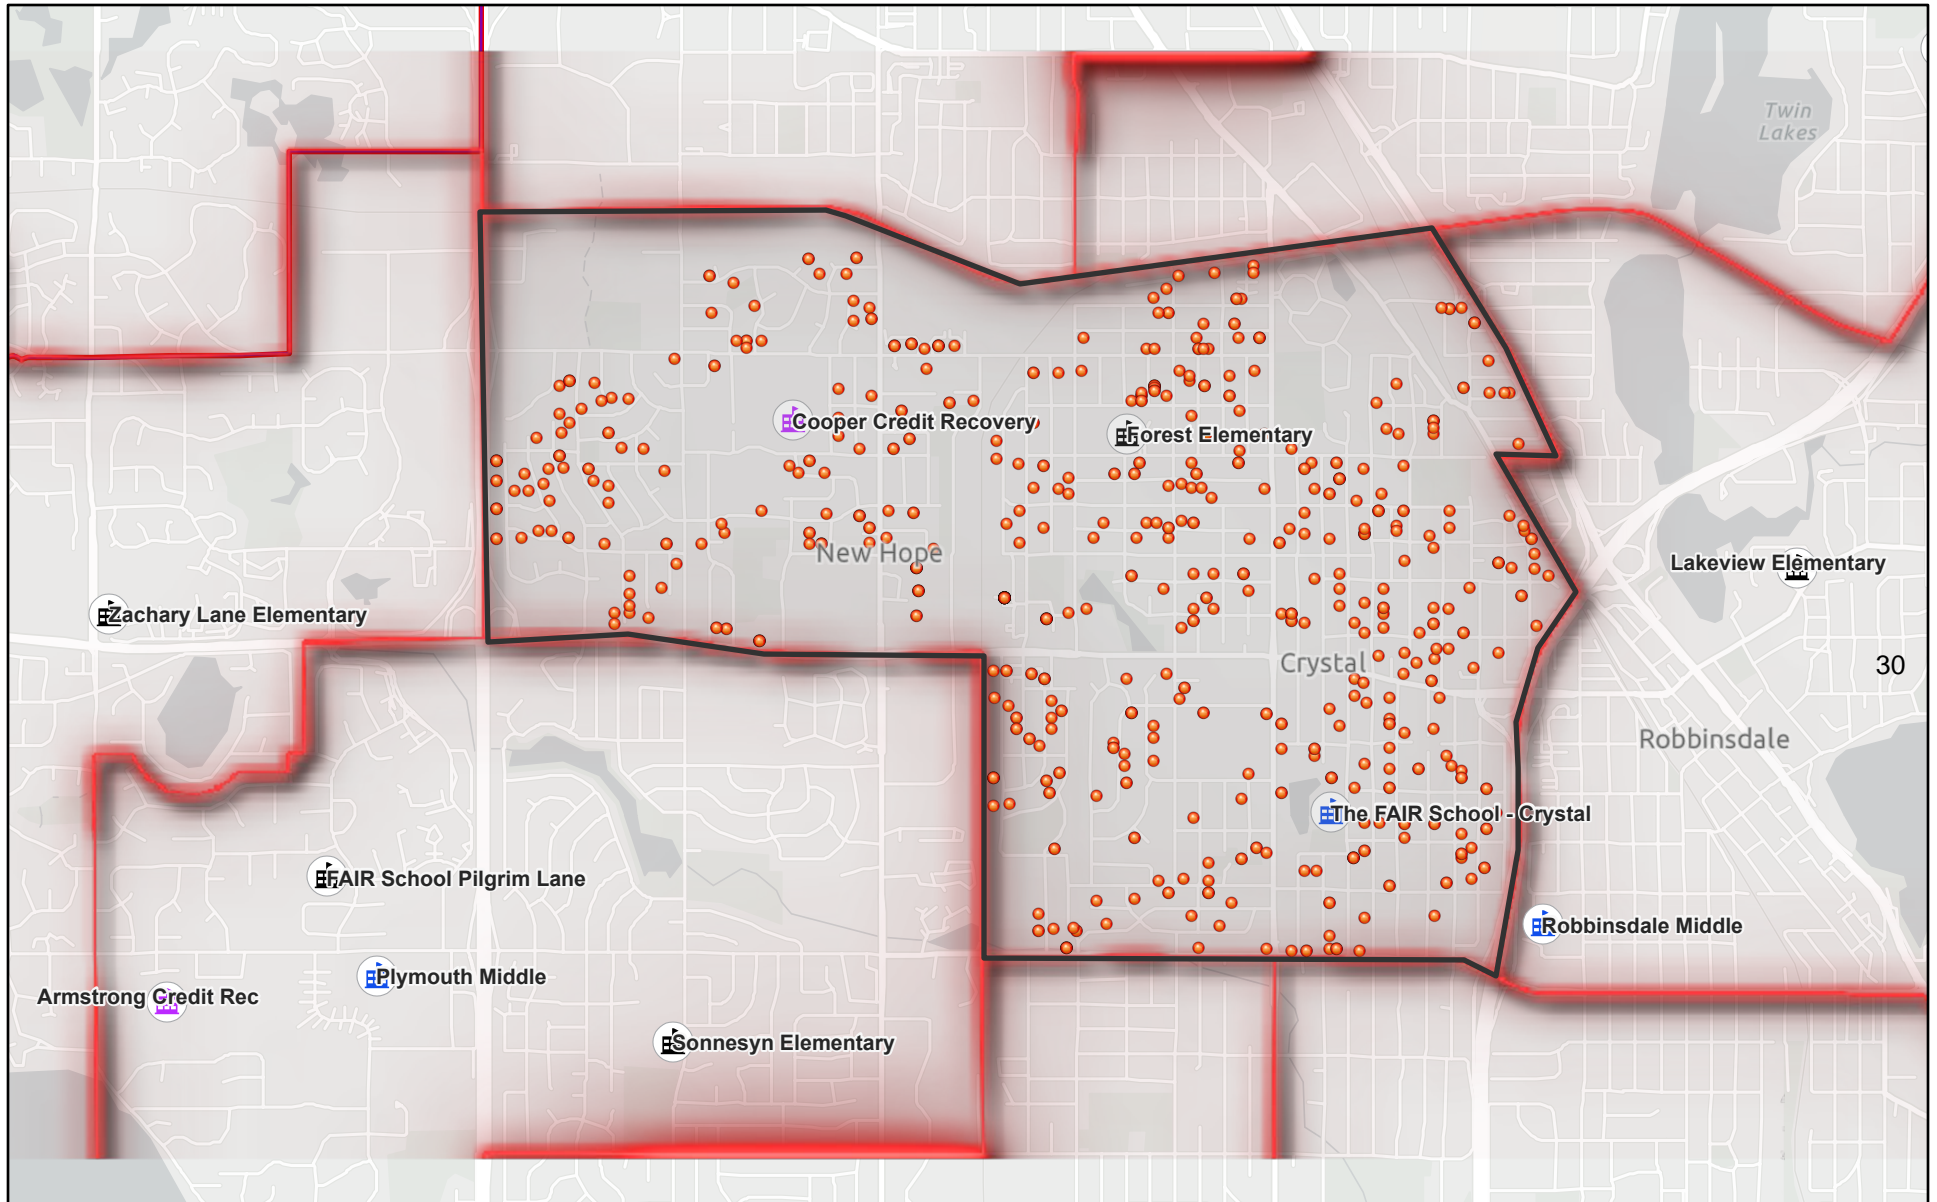 Twin
Lakes
Cooper Credit Recovery
Forest Elementary
New Hope
Lakeview Elementary
Zachary Lane Elementary
Crystal
30
Robbinsdale
The FAIR School - Crystal
FAIR School Pilgrim Lane
Robbinsdale Middle
Plymouth Middle
Armstrong Credit Rec
Sonnesyn Elementary